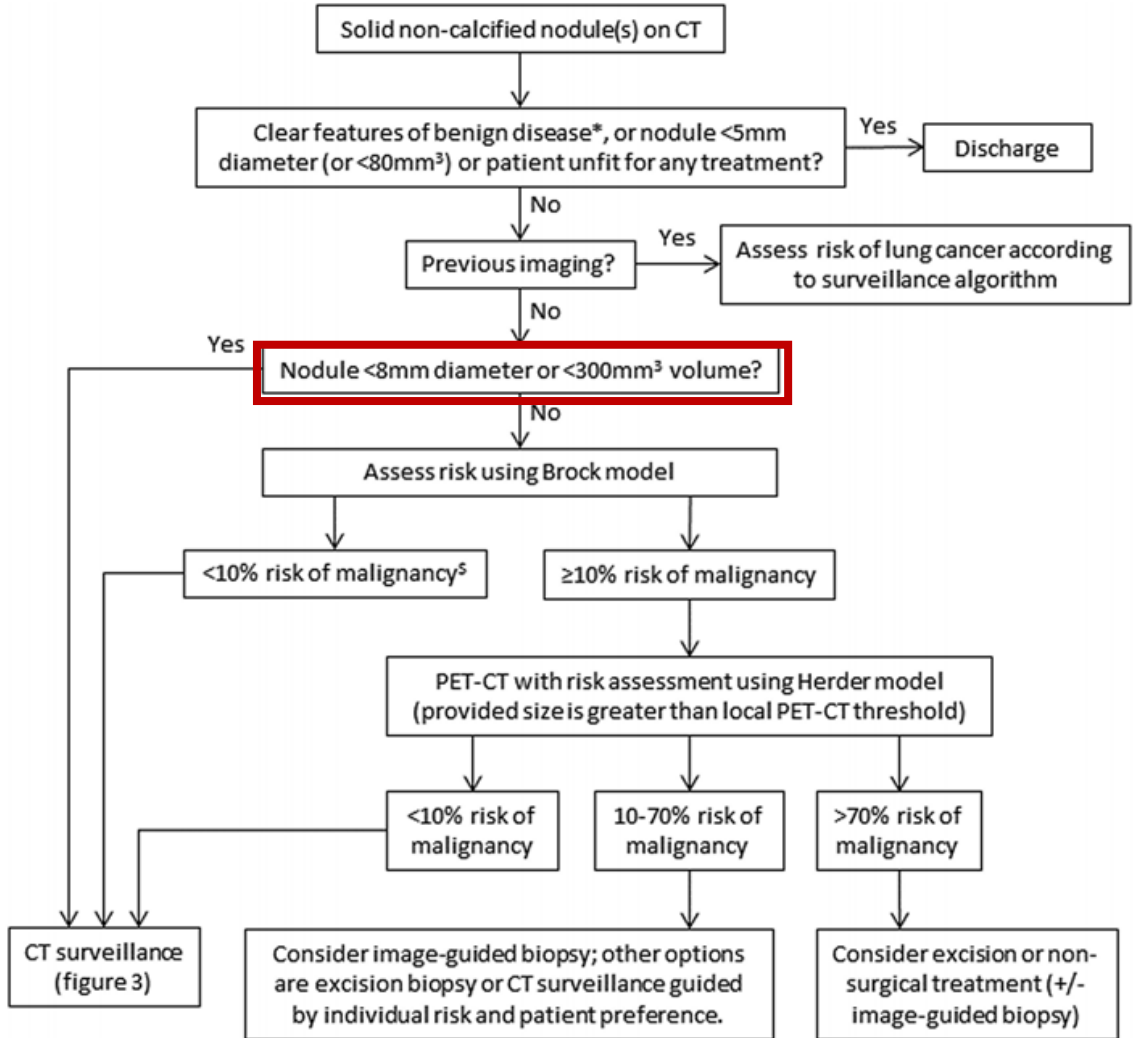 Solid non-calcified nodule(s) on CT
Clear features of benign disease*, or nodule <5mm
diameter (or <80mm³) or patient unfit for any treatment?
Yes
Discharge
No
Previous imaging?
Yes
Assess risk of lung cancer according
to surveillance algorithm
No
Yes
Nodule <8mm diameter or <300mm³ volume?
No
Assess risk using Brock model
<10% risk of malignancy$
≥10% risk of malignancy
PET-CT with risk assessment using Herder model
(provided size is greater than local PET-CT threshold)
<10% risk of
malignancy
10-70% risk of
malignancy
>70% risk of
malignancy
CT surveillance
(figure 3)
Consider image-guided biopsy; other options
are excision biopsy or CT surveillance guided
by individual risk and patient preference.
Consider excision or non-
surgical treatment (+/-
image-guided biopsy)